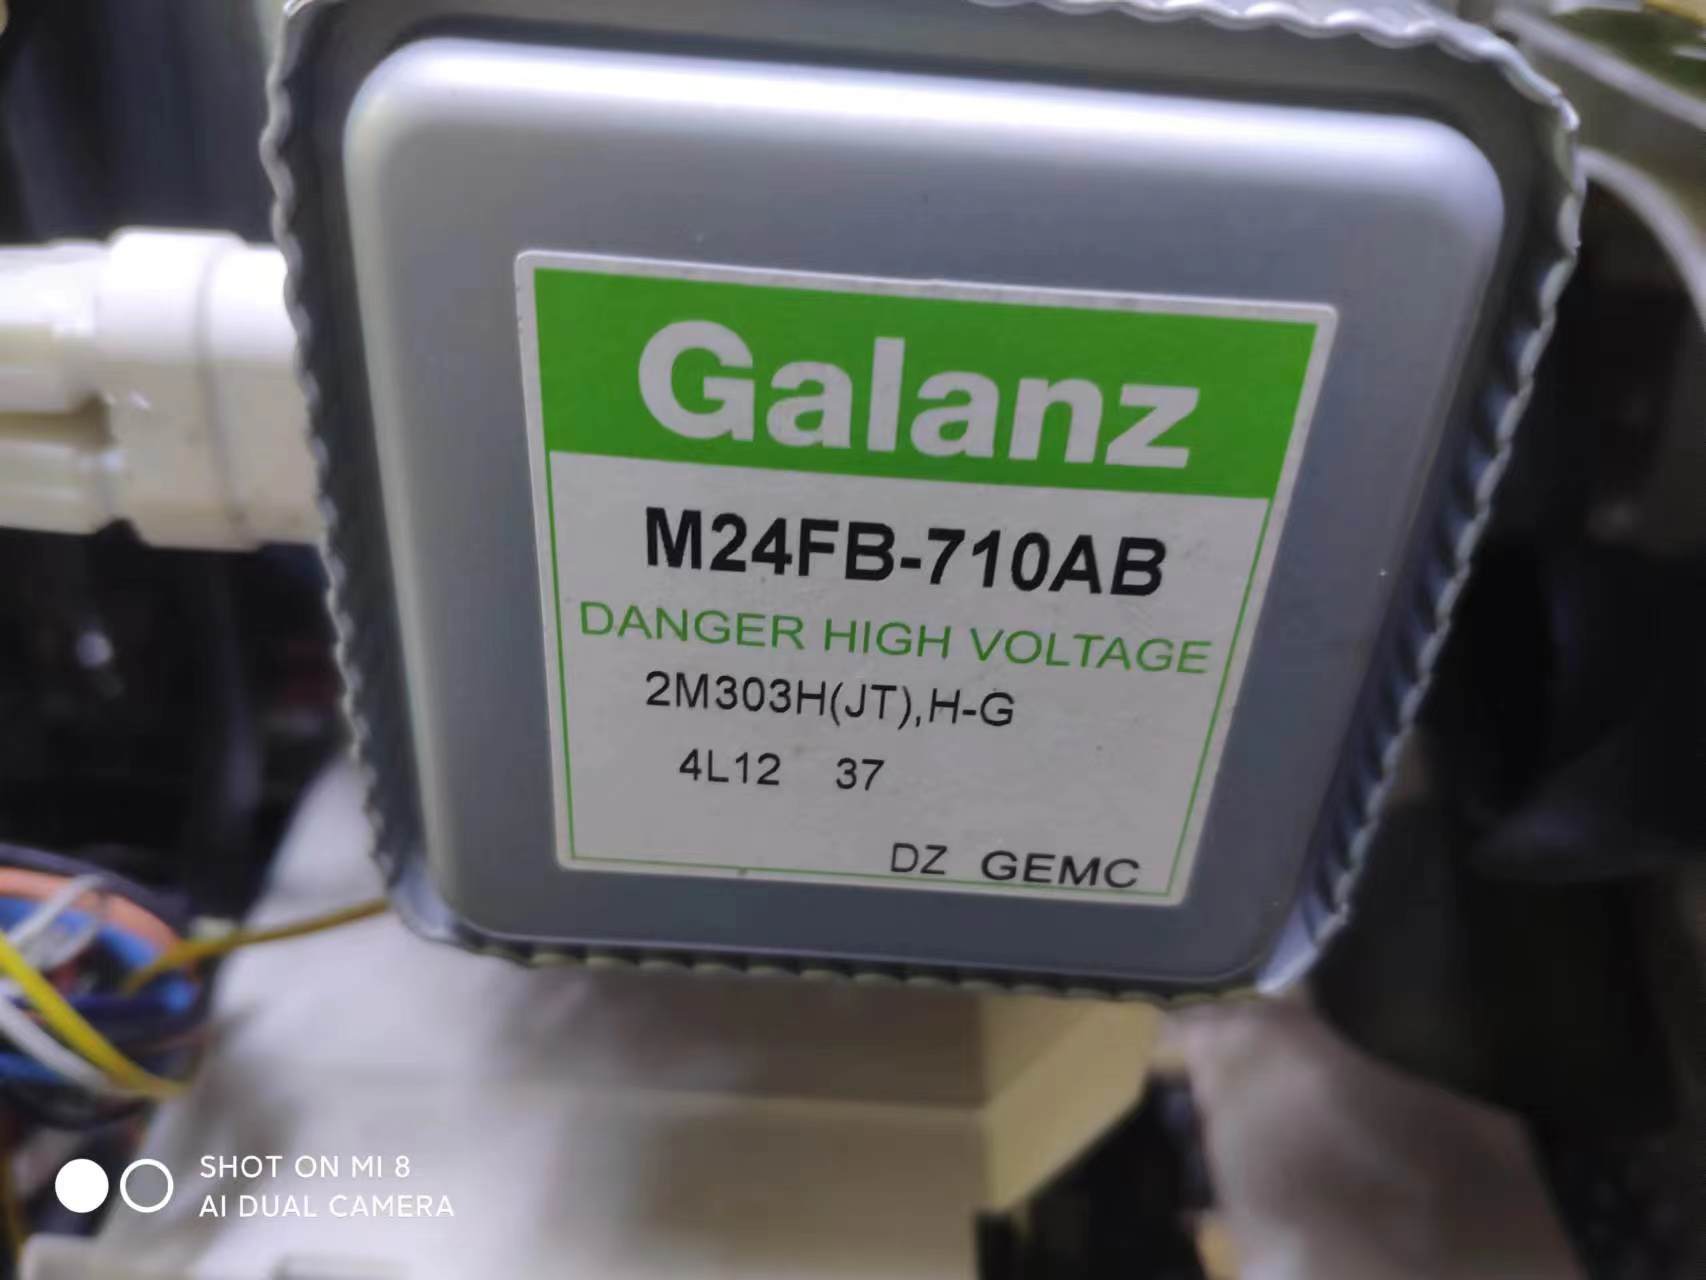 Galanz
M24FB-710AB
DANGER HIGH VOLTAGE
2M303H(JT),H-G
4L12 37
DZ GEMC
SHOT ON MI 8
AI DUAL CAMERA